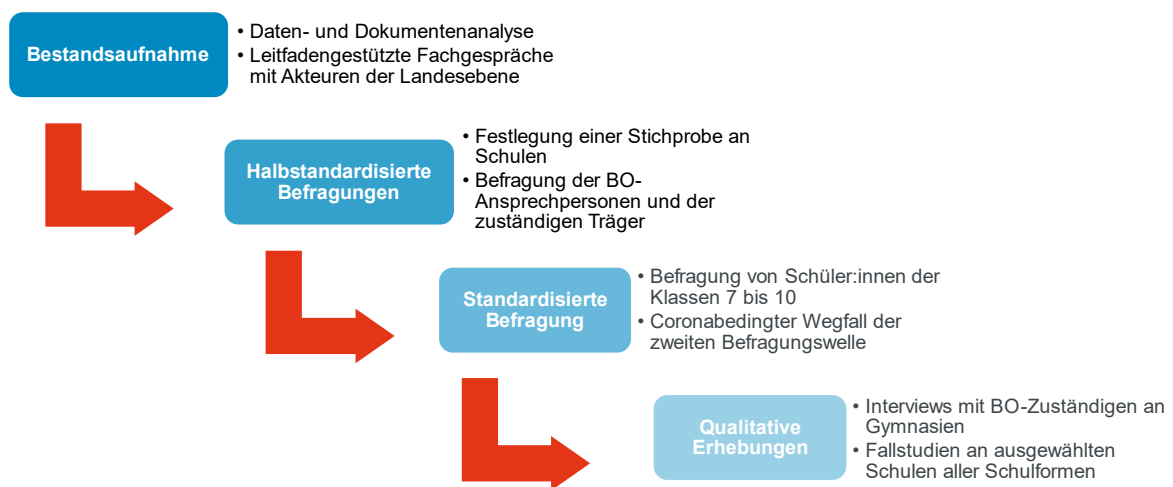 Bestandsaufnahme
• Daten- und Dokumentenanalyse
• Leitfadengestützte Fachgespräche
mit Akteuren der Landesebene
Halbstandardisierte
Befragungen
• Festlegung einer Stichprobe an
Schulen
• Befragung der BO-
Ansprechpersonen und der
zuständigen Träger
Standardisierte
Befragung
• Befragung von Schüler:innen der
Klassen 7 bis 10
• Coronabedingter Wegfall der
zweiten Befragungswelle
Qualitative
Erhebungen
• Interviews mit BO-Zuständigen an
Gymnasien
• Fallstudien an ausgewählten
Schulen aller Schulformen